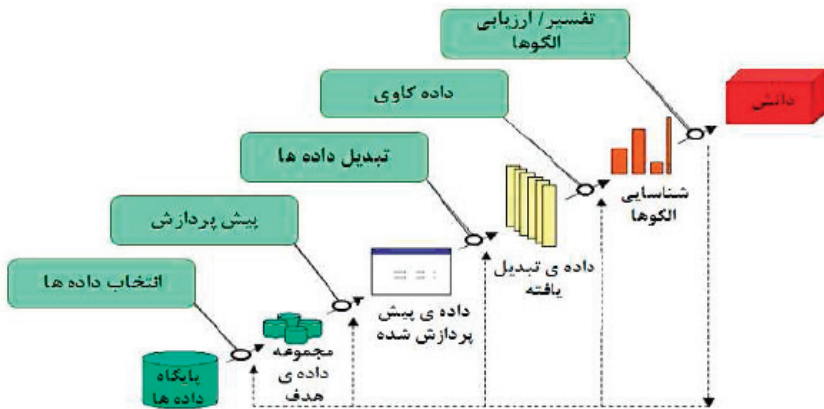 تفسیر/ ارزیابی
الگوها
داده کاوی
دانش
تبدیل داده ها
شناسایی
الگوها
پیش پردازش
داده ی تبدیل
یافته
انتخاب داده ها
داده ی پیش
پردازش شده
مجموعه
داده ی
هدف
پایگاه
داده ها